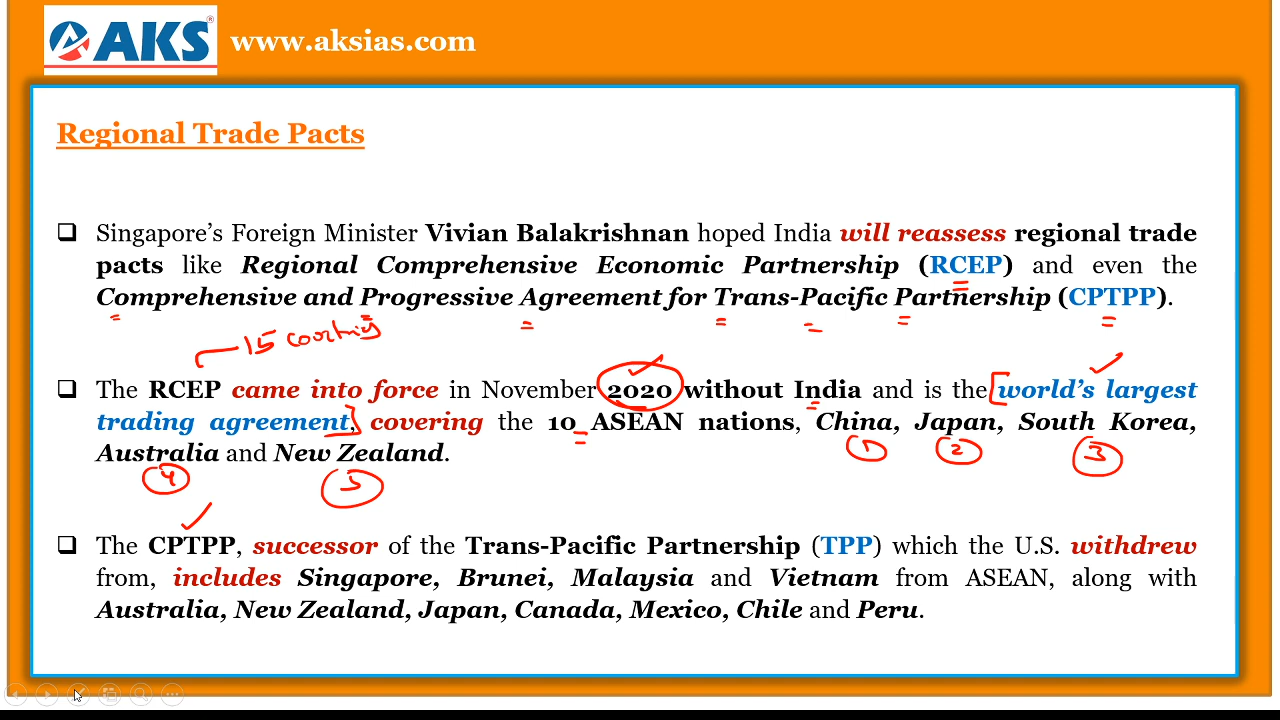 AKS® www.aksias.com
Regional Trade Pacts
❑ Singapore's Foreign Minister Vivian Balakrishnan hoped India will reassess regional trade
pacts like Regional Comprehensive Economic Partnership (RCEP) and even the
Comprehensive and Progressive Agreement for Trans-Pacific Partnership (CPTPP).
15
❑ The RCEP came into force in November 2020 without India and is the [world's largest
trading agreement], covering the 10 ASEAN nations, China, Japan, South Korea,
1 2 3
Australia and New Zealand.
4 5
❑ The CPTPP, successor of the Trans-Pacific Partnership (TPP) which the U.S. withdrew
from, includes Singapore, Brunei, Malaysia and Vietnam from ASEAN, along with
Australia, New Zealand, Japan, Canada, Mexico, Chile and Peru.